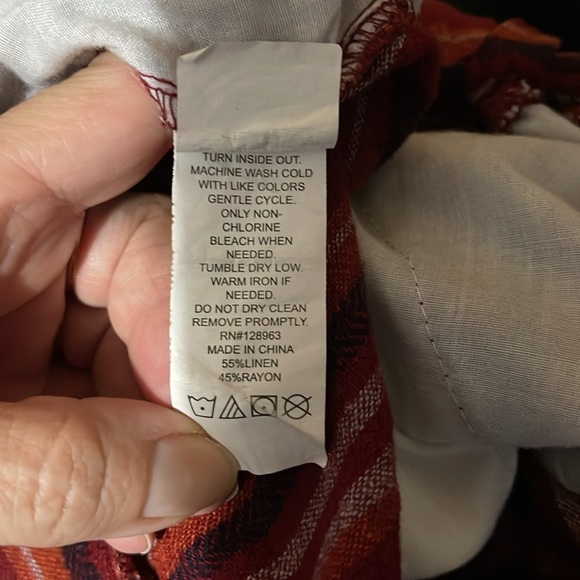 TURN INSIDE OUT.
MACHINE WASH COLD
WITH LIKE COLORS
GENTLE CYCLE.
ONLY NON-
CHLORINE
BLEACH WHEN
NEEDED.
TUMBLE DRY LOW.
WARM IRON IF
NEEDED.
DO NOT DRY CLEAN
REMOVE PROMPTLY.
RN#128963
MADE IN CHINA
55%LINEN
45%RAYON